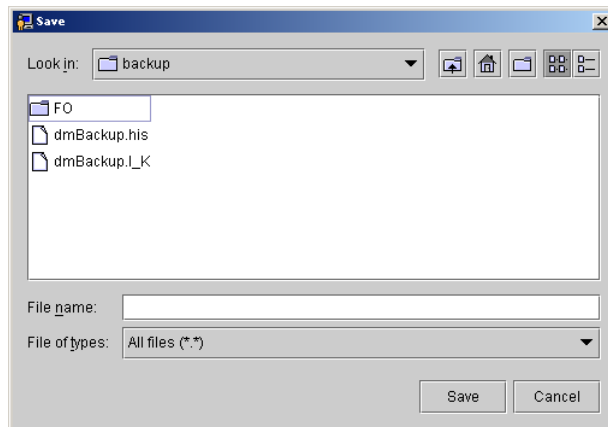 Save
Look in: backup
FO
dmBackup.his
dmBackup.I_K
File name:
File of types: All files (*.*)
Save Cancel